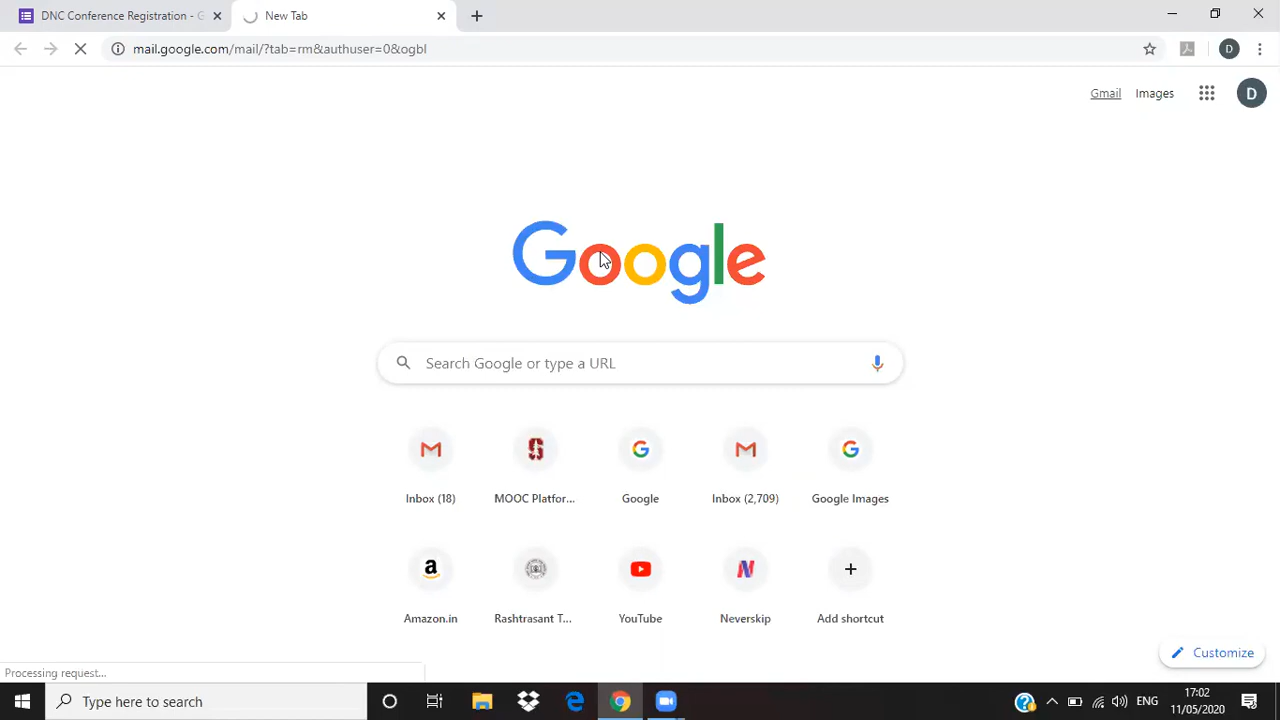 DNC Conference Registration - G
New Tab
mail.google.com/mail/?tab=rm&authuser=0&ogbl
D
Gmail
Images
D
Google
Search Google or type a URL
Inbox (18)
MOOC Platfor...
Google
Inbox (2,709)
Google Images
Amazon.in
Rashtrasant T...
YouTube
Neverskip
Add shortcut
Customize
Processing request...
Type here to search
ENG
17:02
11/05/2020